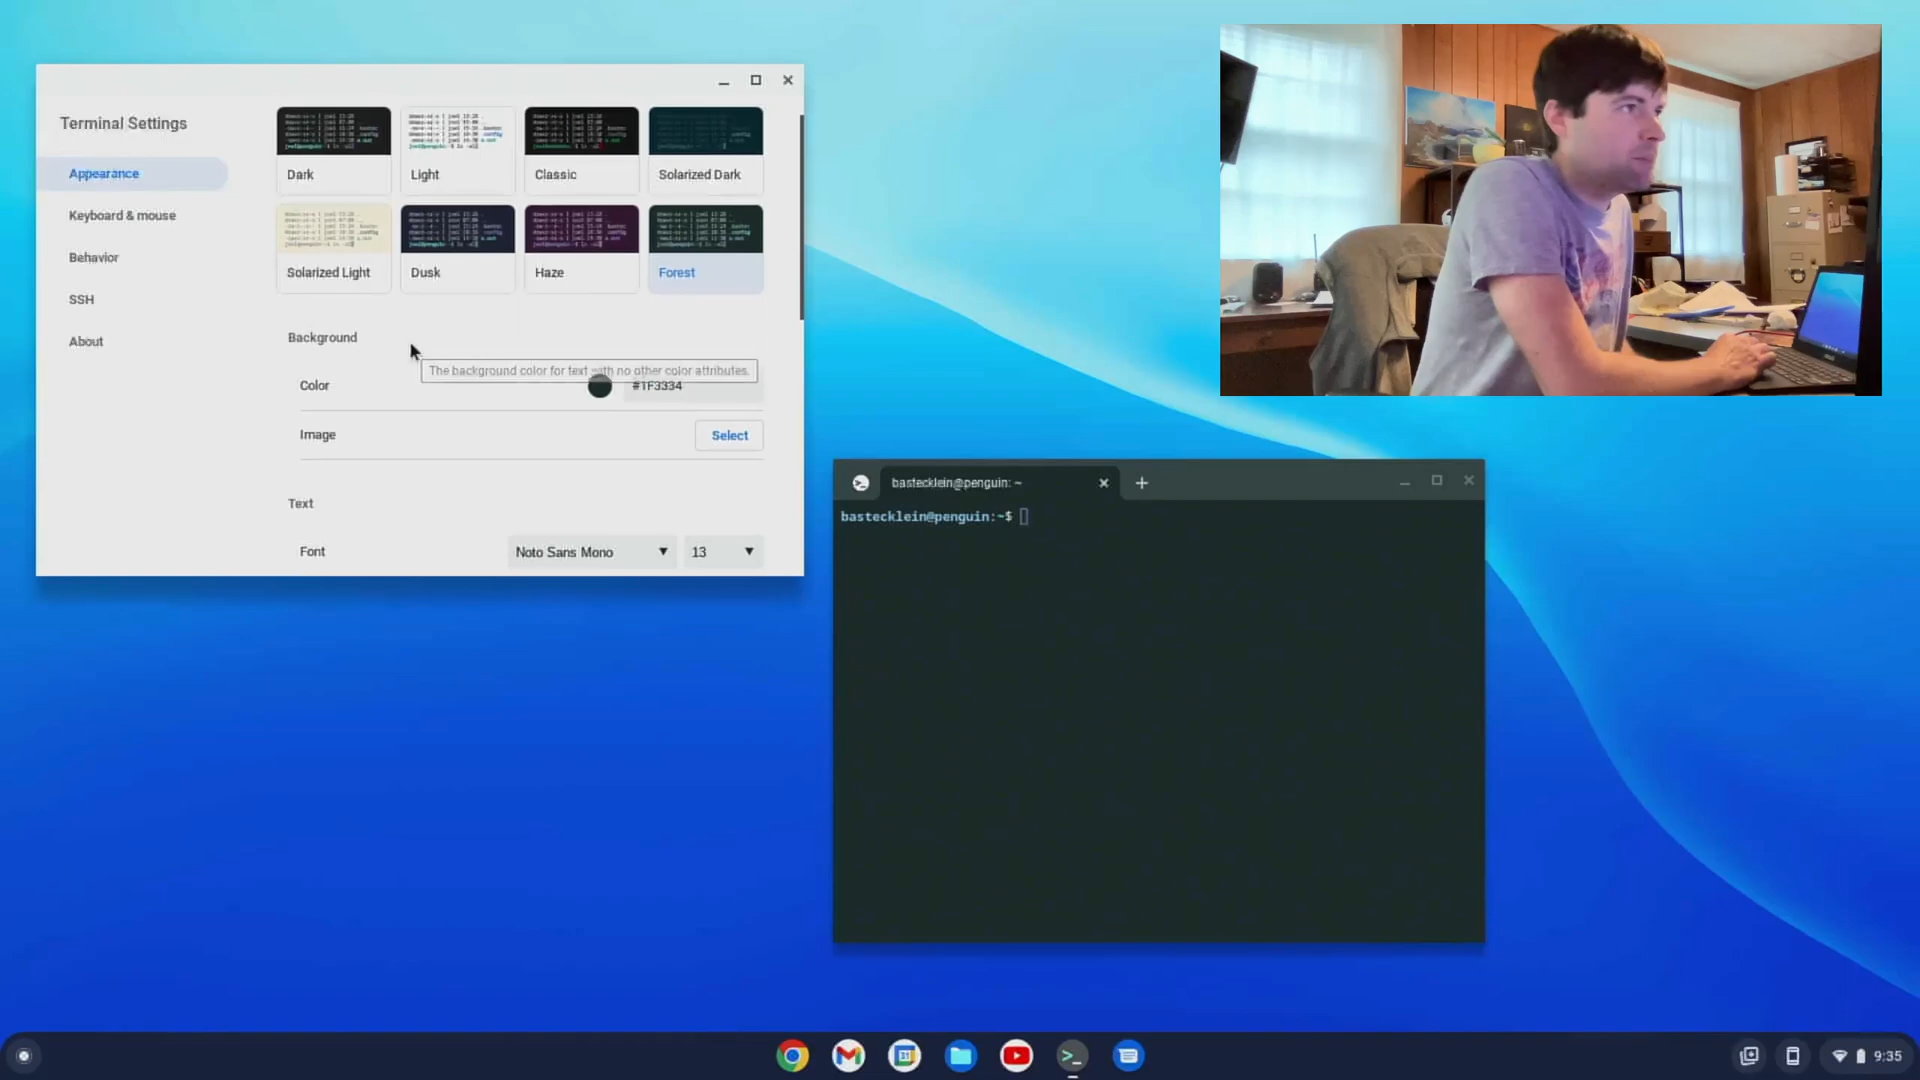 Terminal Settings
Appearance
Keyboard & mouse
Behavior
SSH
About
Dark
Light
Classic
Solarized Dark
Solarized Light
Dusk
Haze
Forest
Background
The background color for text with no other color attributes.
Color
#1F3334
Image
Select
Text
Font
Noto Sans Mono
13
bastecklein@penguin: ~
bastecklein@penguin:~$
9:35